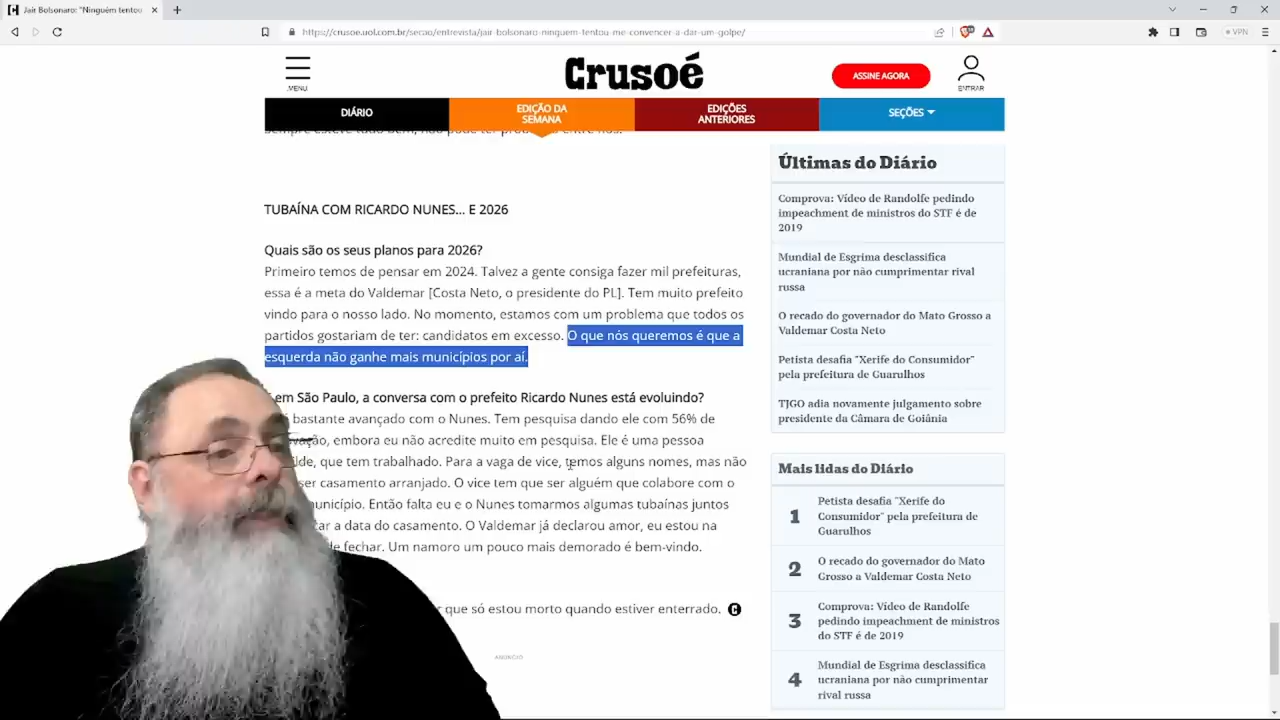 Jair Bolsonaro: "Ninguém tentou
https://crusoe.uol.com.br/secao/entrevista/jair-bolsonaro-ninguem-tentou-me-convencer-a-dar-um-golpe/
VPN
MENU
Crusoé
ASSINE AGORA
ENTRAR
DIÁRIO
EDIÇÃO DA
SEMANA
EDIÇÕES
ANTERIORES
SEÇÕES
TUBAÍNA COM RICARDO NUNES... E 2026
Quais são os seus planos para 2026?
Primeiro temos de pensar em 2024. Talvez a gente consiga fazer mil prefeituras,
essa é a meta do Valdemar [Costa Neto, o presidente do PL]. Tem muito prefeito
vindo para o nosso lado. No momento, estamos com um problema que todos os
partidos gostariam de ter: candidatos em excesso. O que nós queremos é que a
esquerda não ganhe mais municípios por aí.
em São Paulo, a conversa com o prefeito Ricardo Nunes está evoluindo?
bastante avançado com o Nunes. Tem pesquisa dando ele com 56% de
embora eu não acredite muito em pesquisa. Ele é uma pessoa
que tem trabalhado. Para a vaga de vice, temos alguns nomes, mas não
ser casamento arranjado. O vice tem que ser alguém que colabore com o
Então falta eu e o Nunes tomarmos algumas tubaínas juntos
a data do casamento. O Valdemar já declarou amor, eu estou na
de fechar. Um namoro um pouco mais demorado é bem-vindo.
que só estou morto quando estiver enterrado.
ANÚNCIO
Últimas do Diário
Comprova: Vídeo de Randolfe pedindo
impeachment de ministros do STF é de
2019
Mundial de Esgrima desclassifica
ucraniana por não cumprimentar rival
russa
O recado do governador do Mato Grosso a
Valdemar Costa Neto
Petista desafia "Xerife do Consumidor"
pela prefeitura de Guarulhos
TJGO adia novamente julgamento sobre
presidente da Câmara de Goiânia
Mais lidas do Diário
1
Petista desafia "Xerife do
Consumidor" pela prefeitura de
Guarulhos
2
O recado do governador do Mato
Grosso a Valdemar Costa Neto
3
Comprova: Vídeo de Randolfe
pedindo impeachment de ministros
do STF é de 2019
4
Mundial de Esgrima desclassifica
ucraniana por não cumprimentar
rival russa